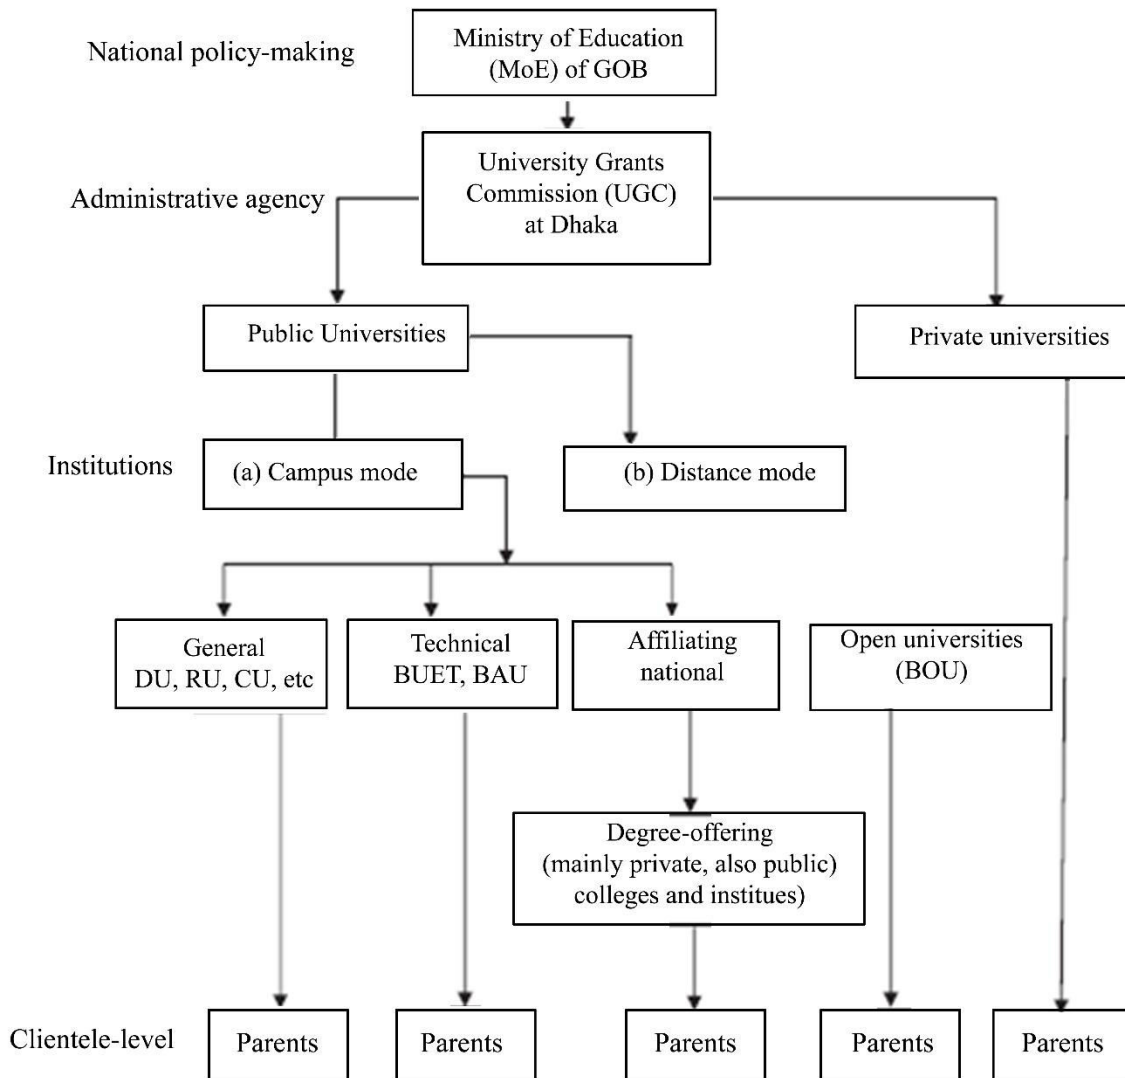 National policy-making
Ministry of Education
(MoE) of GOB
Administrative agency
University Grants
Commission (UGC)
at Dhaka
Public Universities
Private universities
Institutions
(a) Campus mode
(b) Distance mode
General
DU, RU, CU, etc
Technical
BUET, BAU
Affiliating
national
Open universities
(BOU)
Degree-offering
(mainly private, also public)
colleges and institues)
Clientele-level
Parents
Parents
Parents
Parents
Parents